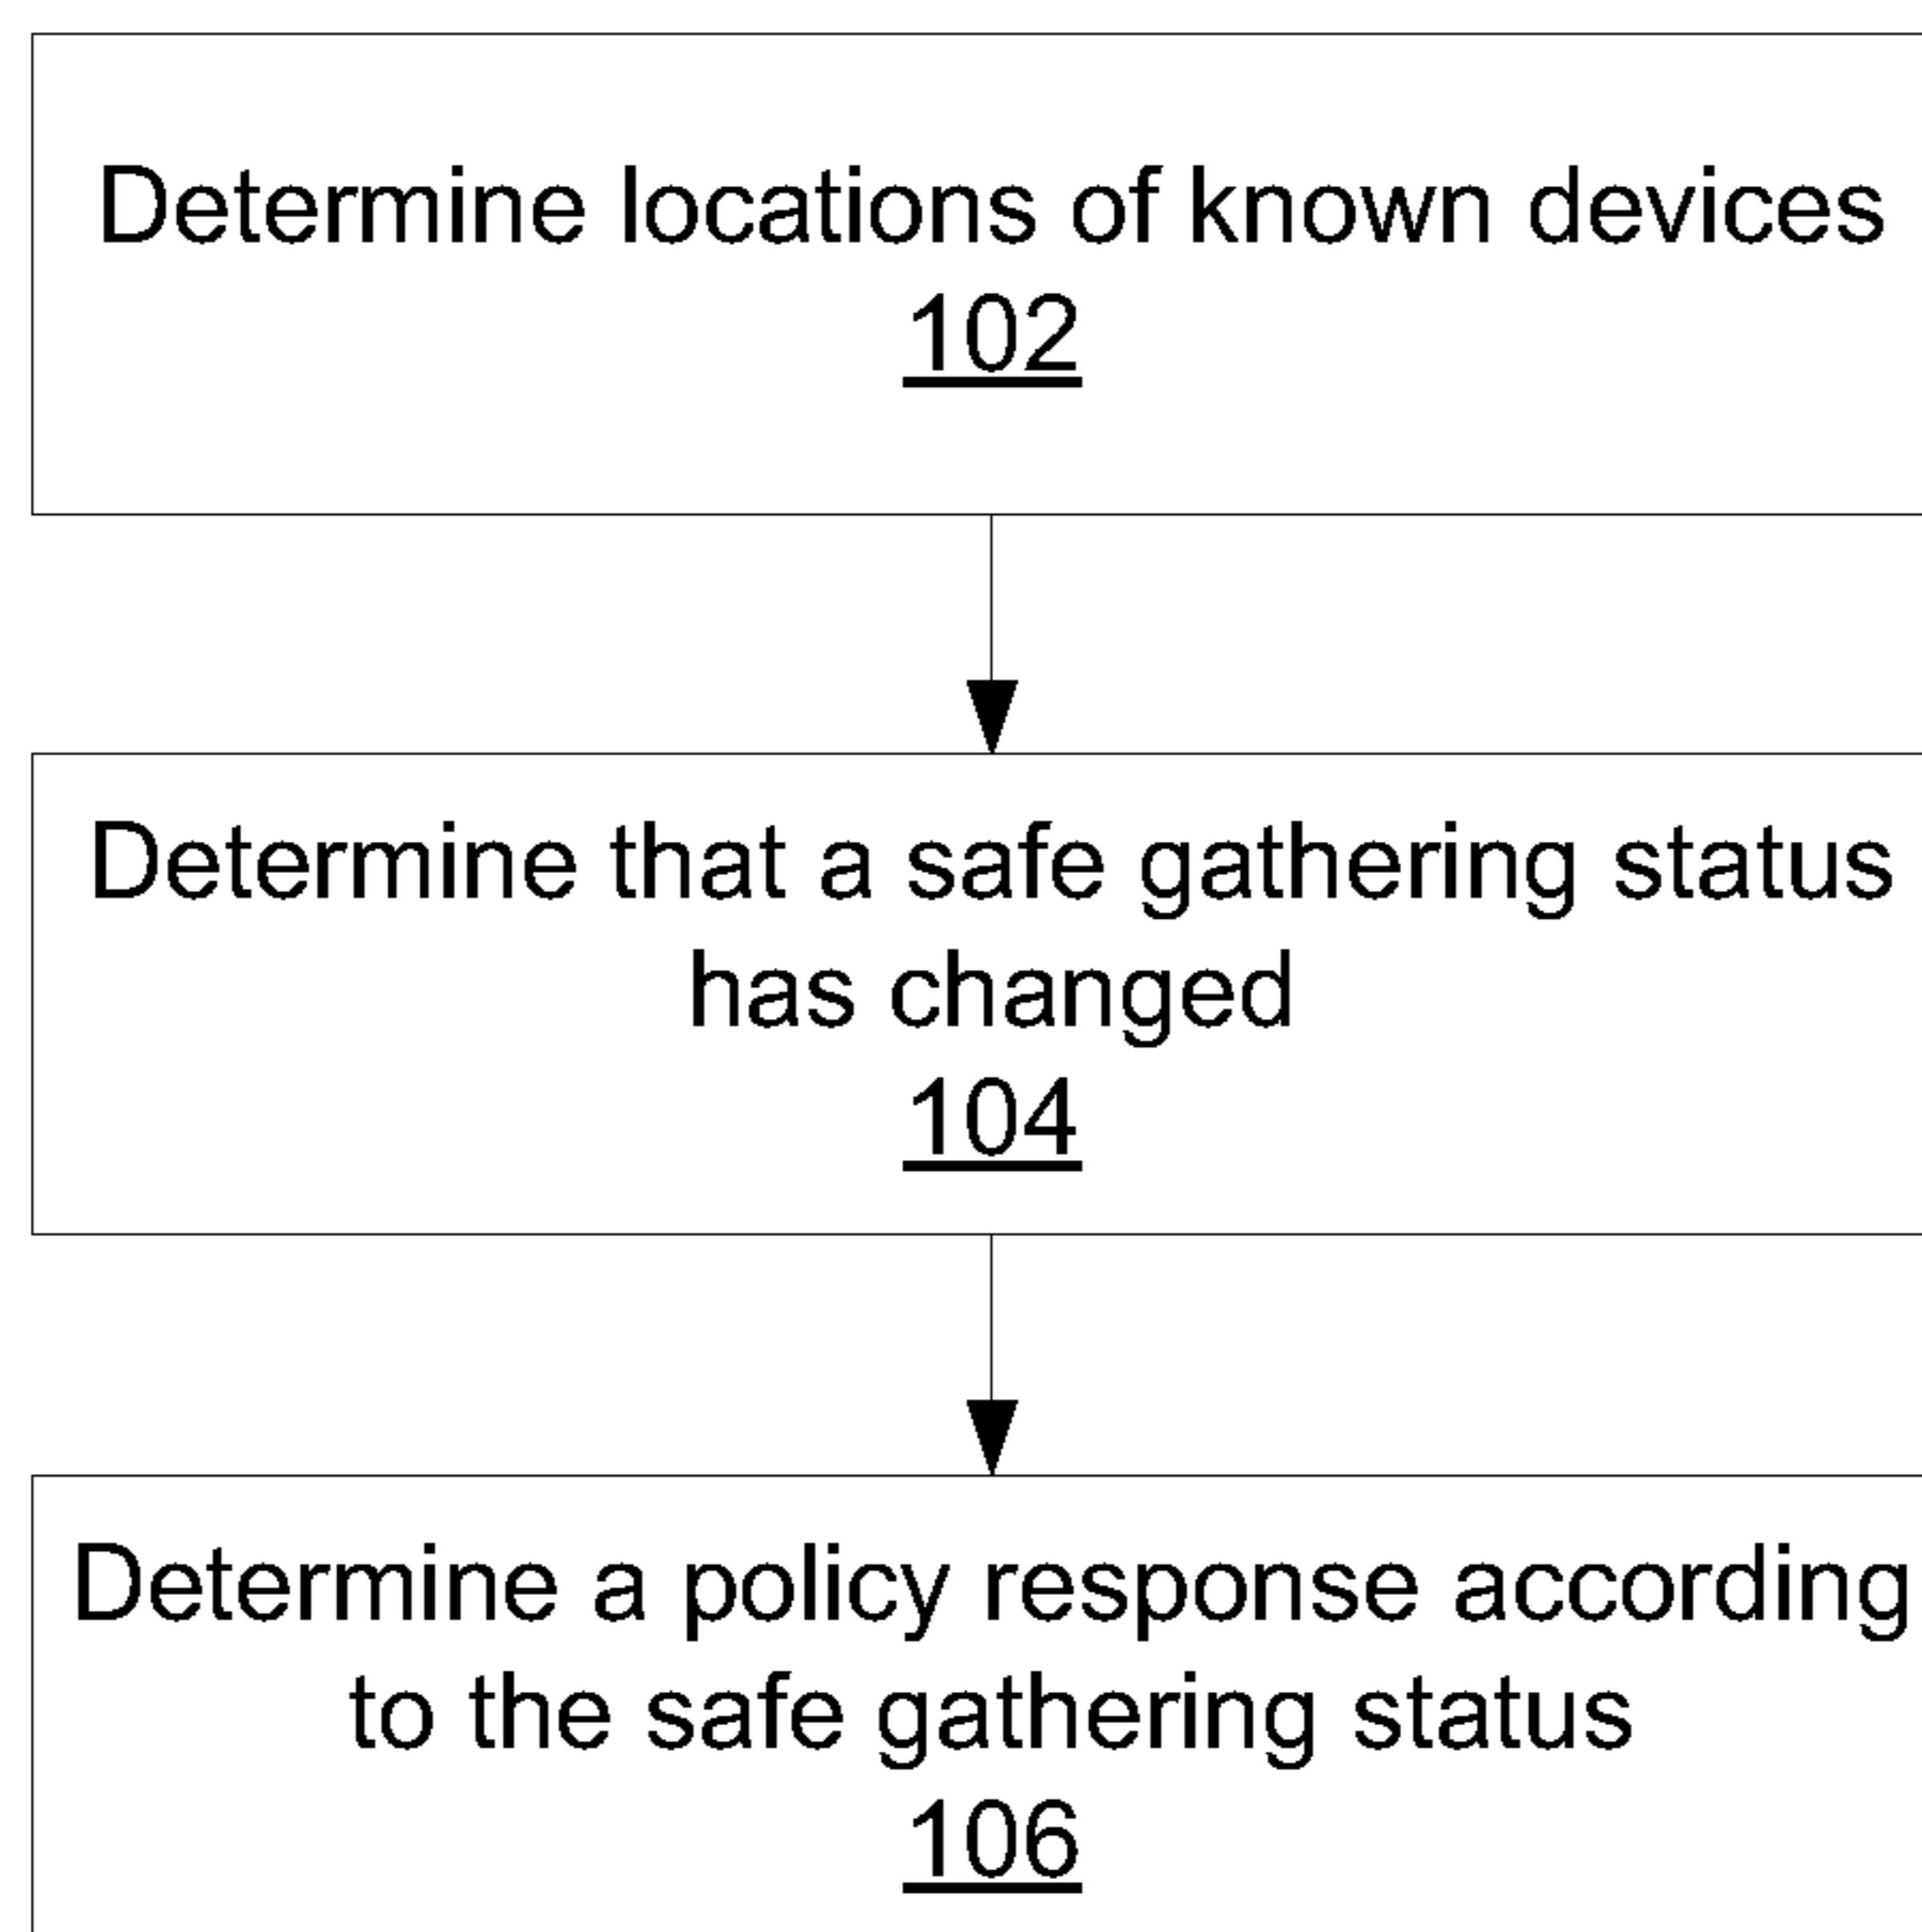 Determine locations of known devices
102
Determine that a safe gathering status
has changed
104
Determine a policy response according
to the safe gathering status
106